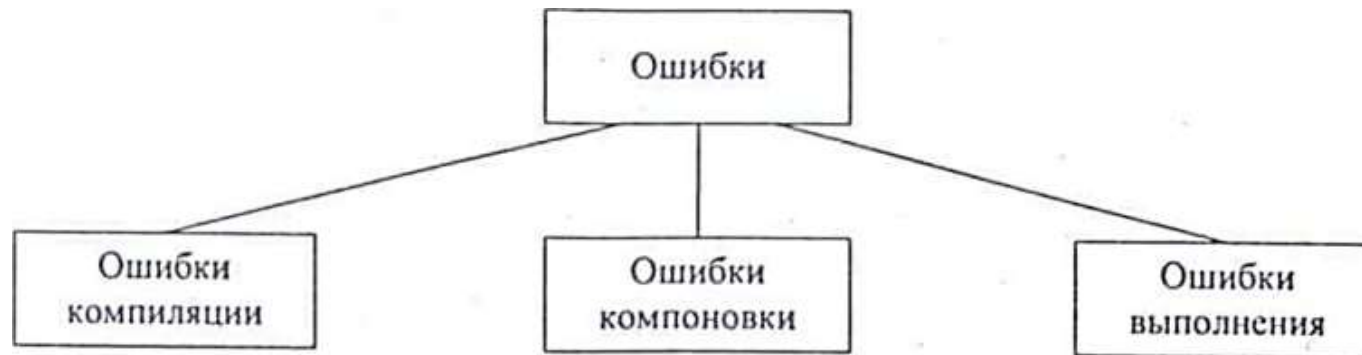 Ошибки
Ошибки
компиляции
Ошибки
компоновки
Ошибки
выполнения